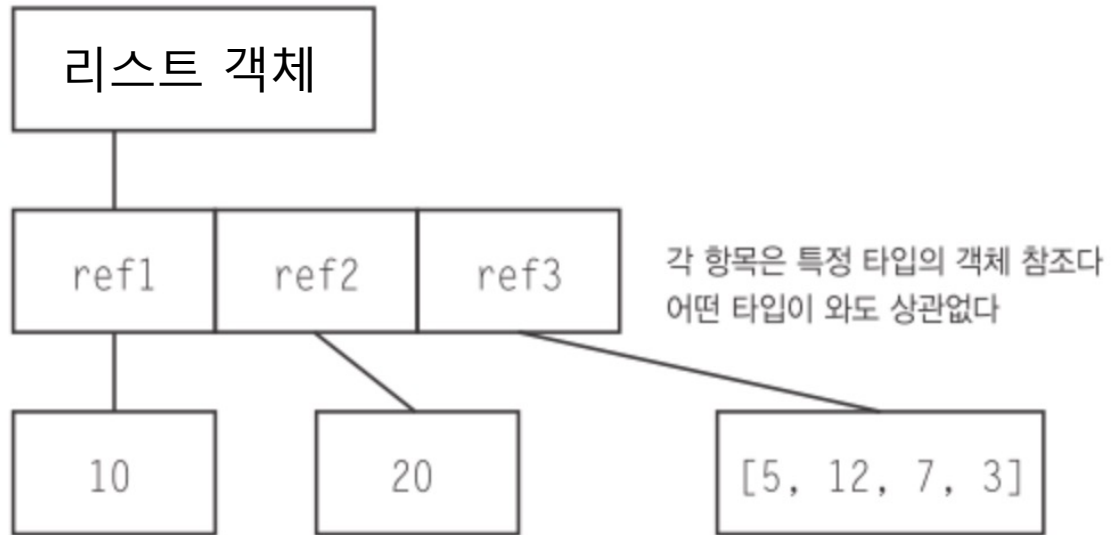 리스트 객체
ref1 ref2 ref3
각 항목은 특정 타입의 객체 참조다
어떤 타입이 와도 상관없다
10 20 [5, 12, 7, 3]